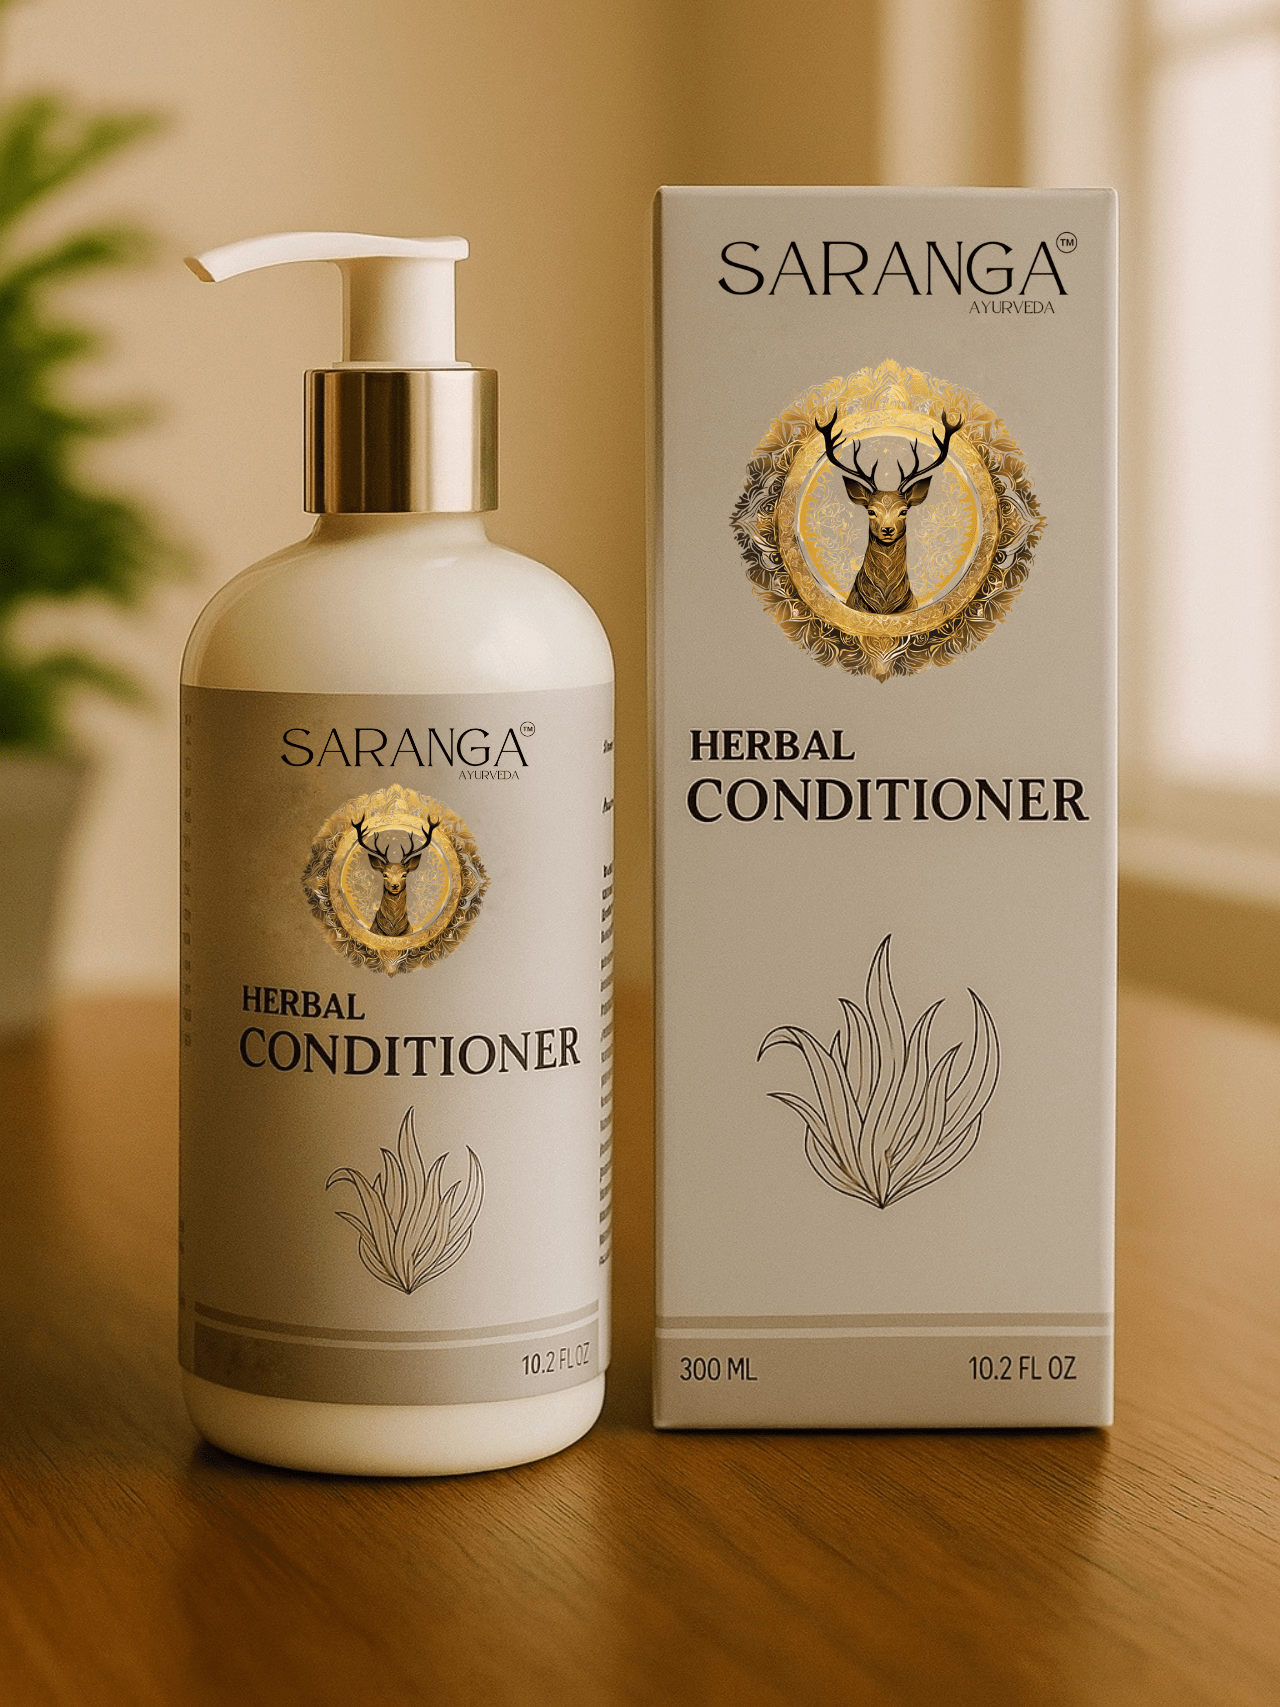 SARANGA™
AYURVEDA
HERBAL
CONDITIONER
10.2 FL OZ
SARANGA™
AYURVEDA
HERBAL
CONDITIONER
300 ML
10.2 FL OZ